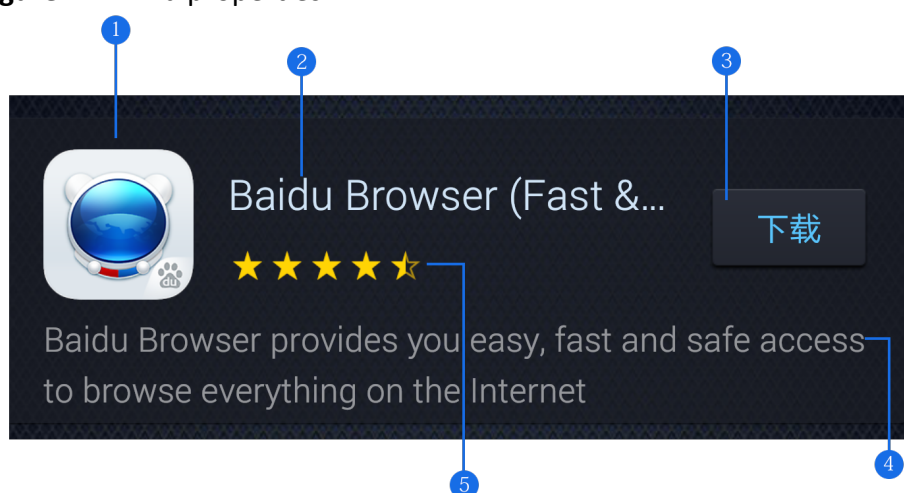 1
2
3
Baidu Browser (Fast &...
下载
du
Baidu Browser provides you easy, fast and safe access
to browse everything on the Internet
4
5